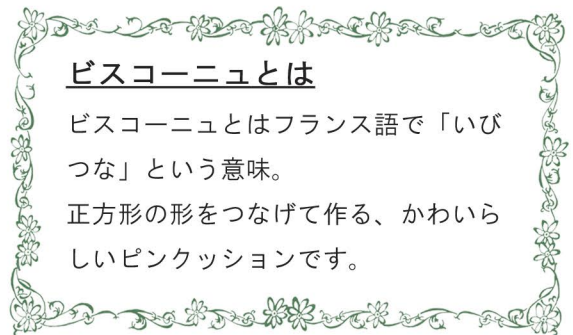 ビスコーニュとは
ビスコーニュとはフランス語で「いび
つな」という意味。
正方形の形をつなげて作る、かわいら
しいピンクッションです。